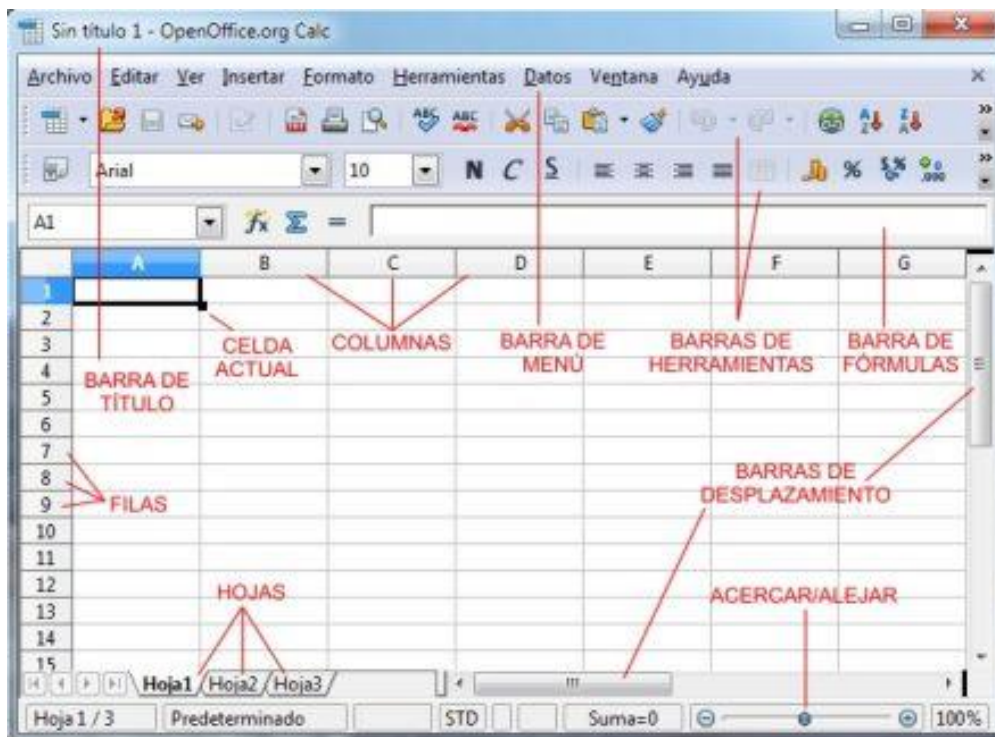 Sin título 1 - OpenOffice.org Calc
Archivo Editar Ver Insertar Formato Herramientas Datos Ventana Ayuda
ABC ABC A Z Z A
Arial 10 N C S %
A1 fx Σ =
A B C D E F G
1
2
3 CELDA COLUMNAS BARRA DE BARRAS DE BARRA DE
4 ACTUAL MENÚ HERRAMIENTAS FÓRMULAS
BARRA DE
5 TÍTULO
6
7
8 BARRAS DE
9 FILAS DESPLAZAMIENTO
10
11
12 HOJAS ACERCAR/ALEJAR
13
14
15
Hoja1 Hoja2 Hoja3
Hoja 1 / 3 Predeterminado STD Suma=0 100%